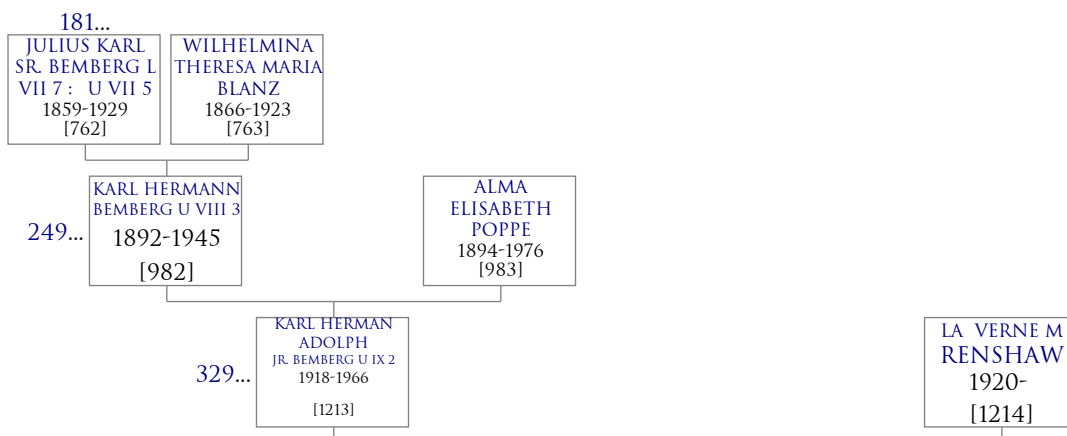 181...
JULIUS KARL
SR. BEMBERG L
VII 7 : U VII 5
1859-1929
[762]
WILHELMINA
THERESA MARIA
BLANZ
1866-1923
[763]
249...
KARL HERMANN
BEMBERG U VIII 3
1892-1945
[982]
ALMA
ELISABETH
POPPE
1894-1976
[983]
329...
KARL HERMAN
ADOLPH
JR. BEMBERG U IX 2
1918-1966
[1213]
LA VERNE M
RENSHAW
1920-
[1214]